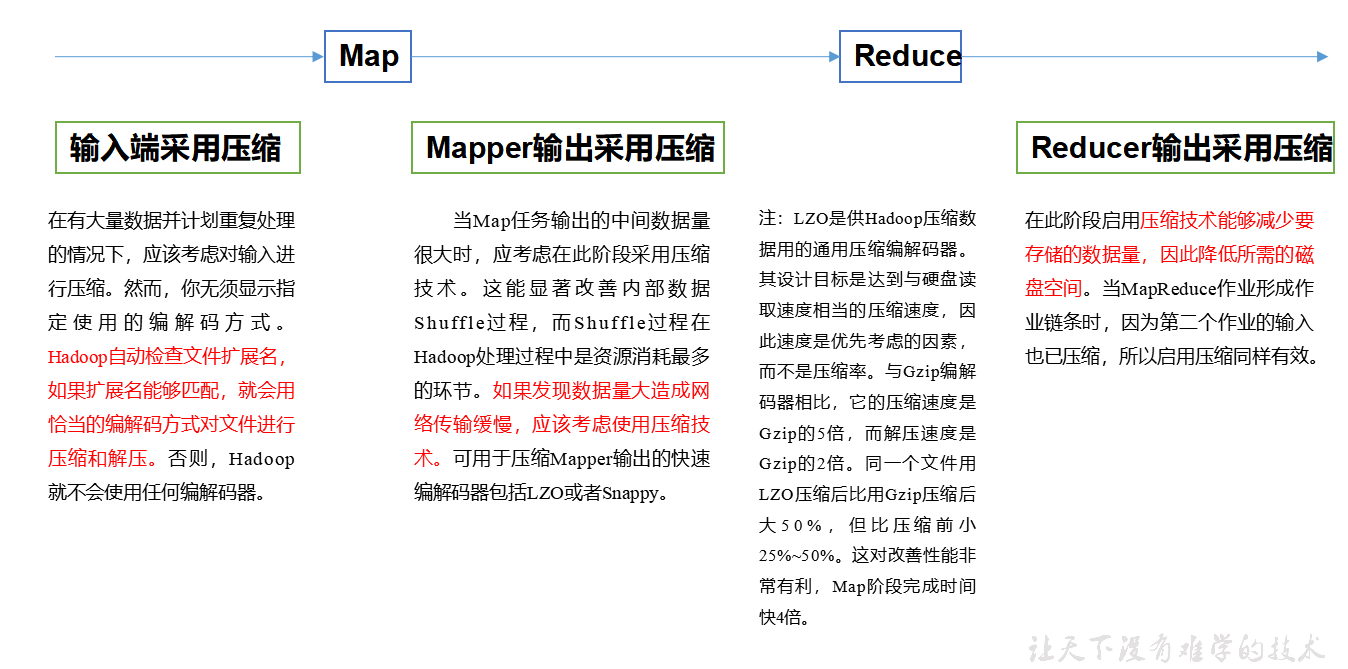 Map
Reduce
输入端采用压缩
在有大量数据并计划重复处理
的情况下，应该考虑对输入进
行压缩。然而，你无须显示指
定使用的编解码方式。
Hadoop自动检查文件扩展名，
如果扩展名能够匹配，就会用
恰当的编解码方式对文件进行
压缩和解压。否则，Hadoop
就不会使用任何编解码器。
Mapper输出采用压缩
当Map任务输出的中间数据量
很大时，应考虑在此阶段采用压缩
技术。这能显著改善内部数据
Shuffle过程，而Shuffle过程在
Hadoop处理过程中是资源消耗最多
的环节。如果发现数据量大造成网
络传输缓慢，应该考虑使用压缩技
术。可用于压缩Mapper输出的快速
编解码器包括LZO或者Snappy。
注：LZO是供Hadoop压缩数
据用的通用压缩编解码器。
其设计目标是达到与硬盘读
取速度相当的压缩速度，因
此速度是优先考虑的因素，
而不是压缩率。与Gzip编解
码器相比，它的压缩速度是
Gzip的5倍，而解压速度是
Gzip的2倍。同一个文件用
LZO压缩后比用Gzip压缩后
大50%，但比压缩前小
25%~50%。这对改善性能非
常有利，Map阶段完成时间
快4倍。
Reducer输出采用压缩
在此阶段启用压缩技术能够减少要
存储的数据量，因此降低所需的磁
盘空间。当MapReduce作业形成作
业链条时，因为第二个作业的输入
也已压缩，所以启用压缩同样有效。
让天下没有难学的技术